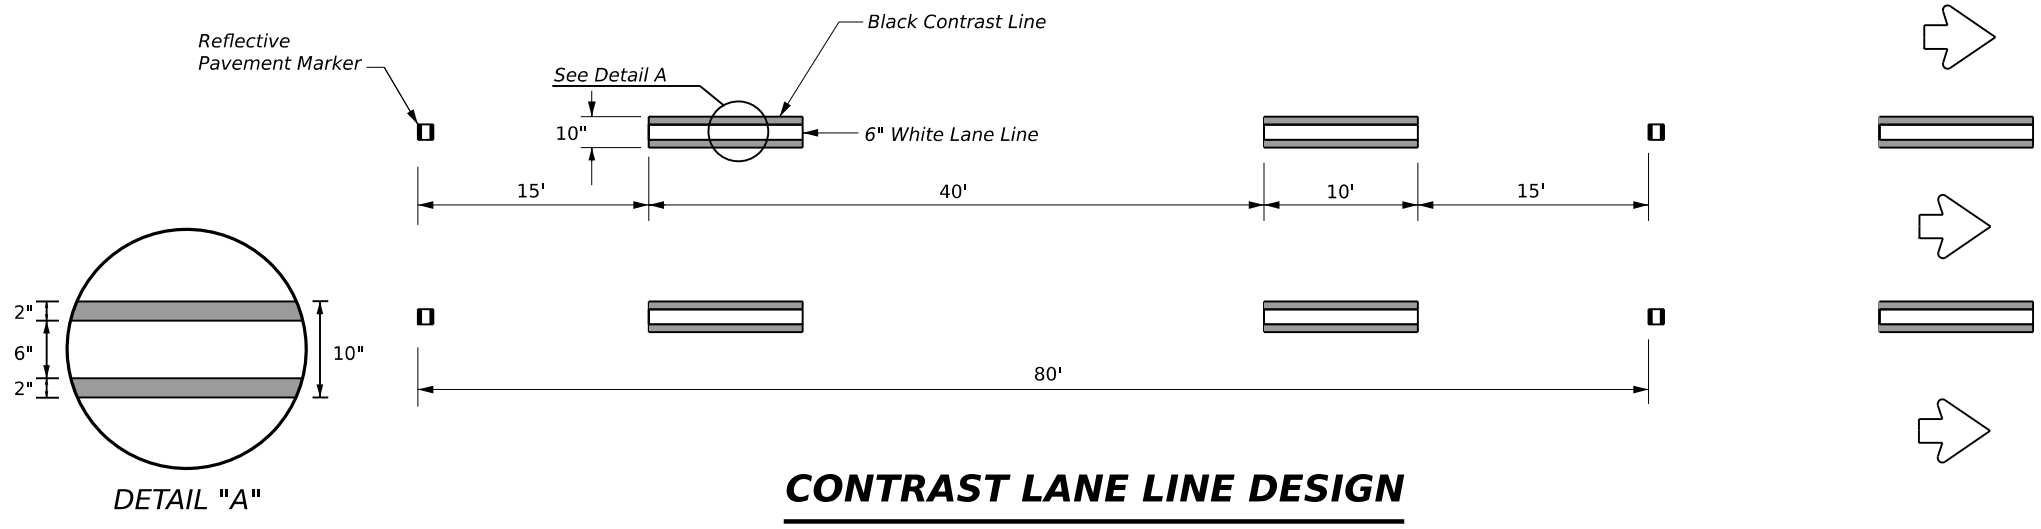 Black Contrast Line
Reflective
Pavement Marker
See Detail A
10"
6" White Lane Line
15'
40'
10'
15'
2"
6"
2"
10"
80'
DETAIL "A"
CONTRAST LANE LINE DESIGN